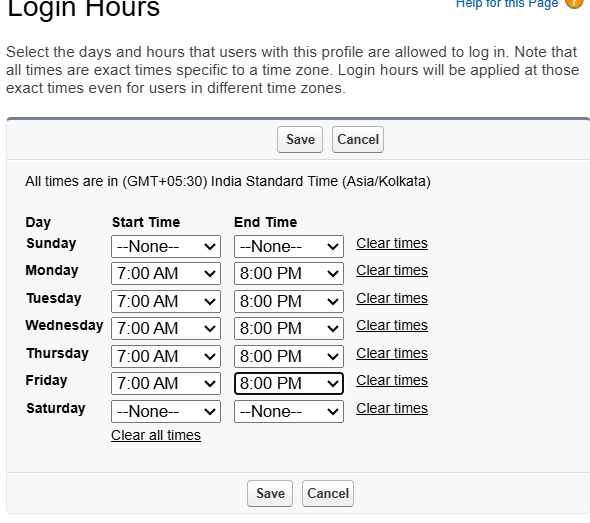 Login Hours
Help for this Page ?
Select the days and hours that users with this profile are allowed to log in. Note that
all times are exact times specific to a time zone. Login hours will be applied at those
exact times even for users in different time zones.
Save Cancel
All times are in (GMT+05:30) India Standard Time (Asia/Kolkata)
Day Start Time End Time
Sunday --None-- --None-- Clear times
Monday 7:00 AM 8:00 PM Clear times
Tuesday 7:00 AM 8:00 PM Clear times
Wednesday 7:00 AM 8:00 PM Clear times
Thursday 7:00 AM 8:00 PM Clear times
Friday 7:00 AM 8:00 PM Clear times
Saturday --None-- --None-- Clear times
Clear all times
Save Cancel